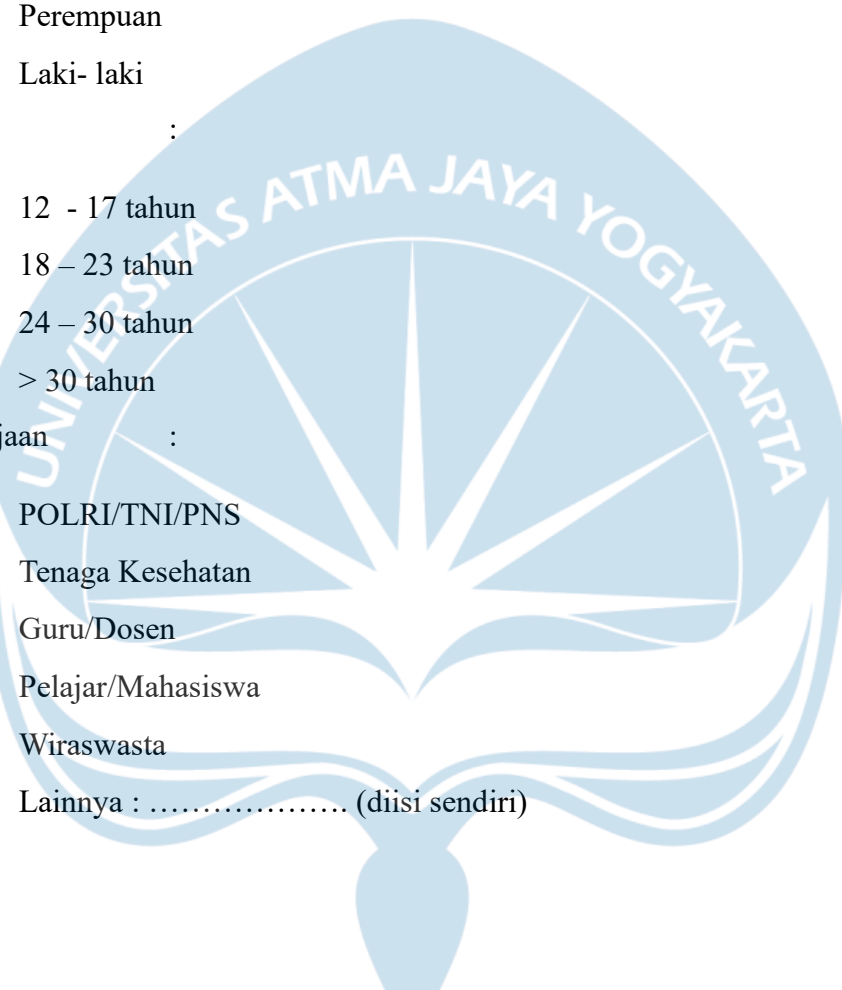 Perempuan
Laki- laki
:
12 - 17 tahun
18 – 23 tahun
24 – 30 tahun
> 30 tahun
jaan :
POLRI/TNI/PNS
Tenaga Kesehatan
Guru/Dosen
Pelajar/Mahasiswa
Wiraswasta
Lainnya : ………………… (diisi sendiri)
UNIVERSITAS ATMA JAYA YOGYAKARTA